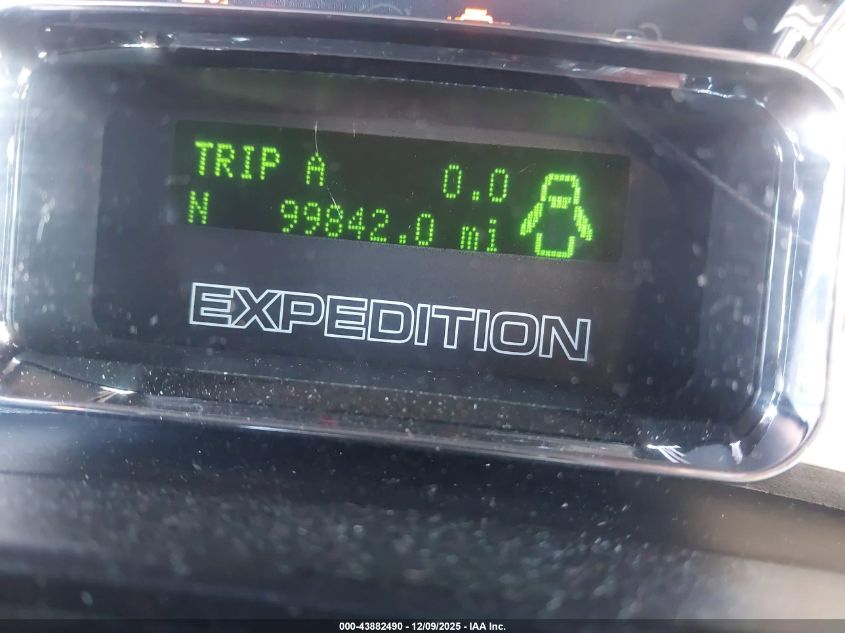 TRIP A 0.0
N 99842.0 mi
EXPEDITION
000-43882490 - 12/09/2025 - IAA Inc.